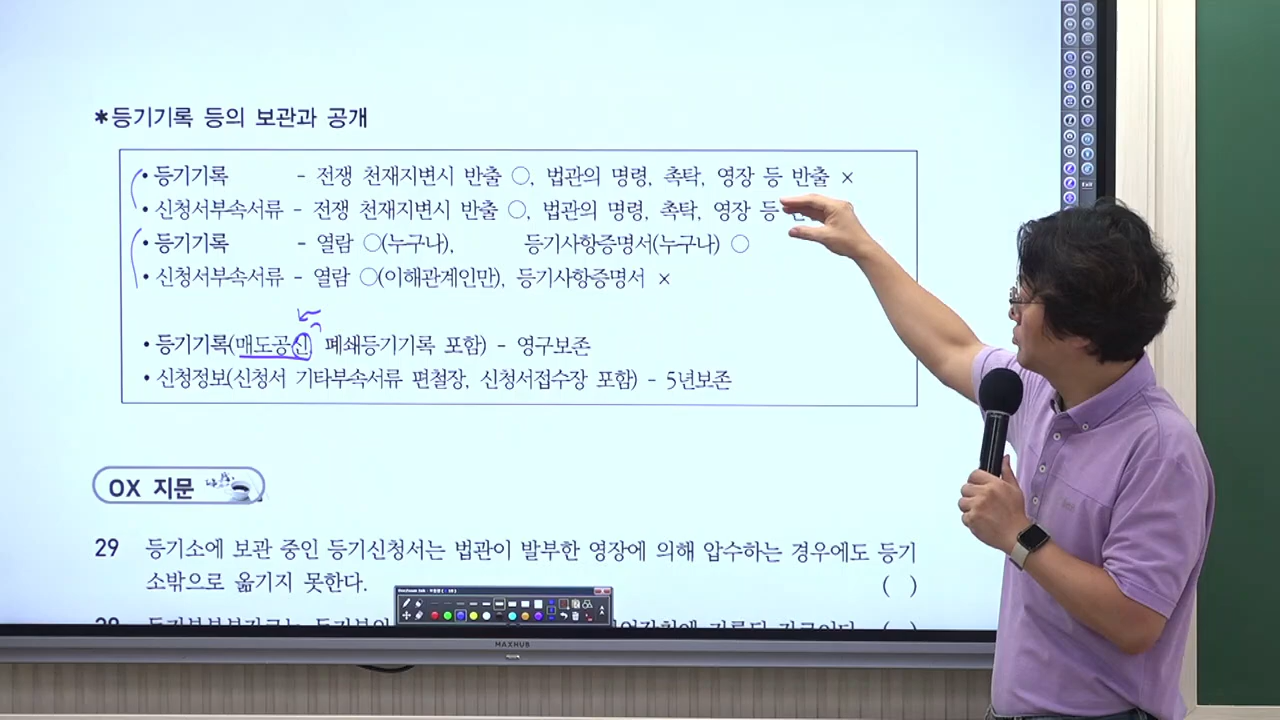 *등기기록 등의 보관과 공개
• 등기기록 - 전쟁 천재지변시 반출 ○, 법관의 명령, 촉탁, 영장 등 반출 ×
• 신청서부속서류 - 전쟁 천재지변시 반출 ○, 법관의 명령, 촉탁, 영장 등
• 등기기록 - 열람 ○(누구나), 등기사항증명서(누구나) ○
• 신청서부속서류 - 열람 ○(이해관계인만), 등기사항증명서 ×
• 등기기록(매도공신 폐쇄등기기록 포함) - 영구보존
• 신청정보(신청서 기타부속서류 편철장, 신청서접수장 포함) - 5년보존
OX 지문
29 등기소에 보관 중인 등기신청서는 법관이 발부한 영장에 의해 압수하는 경우에도 등기
소밖으로 옮기지 못한다. ( )
MAXHUB